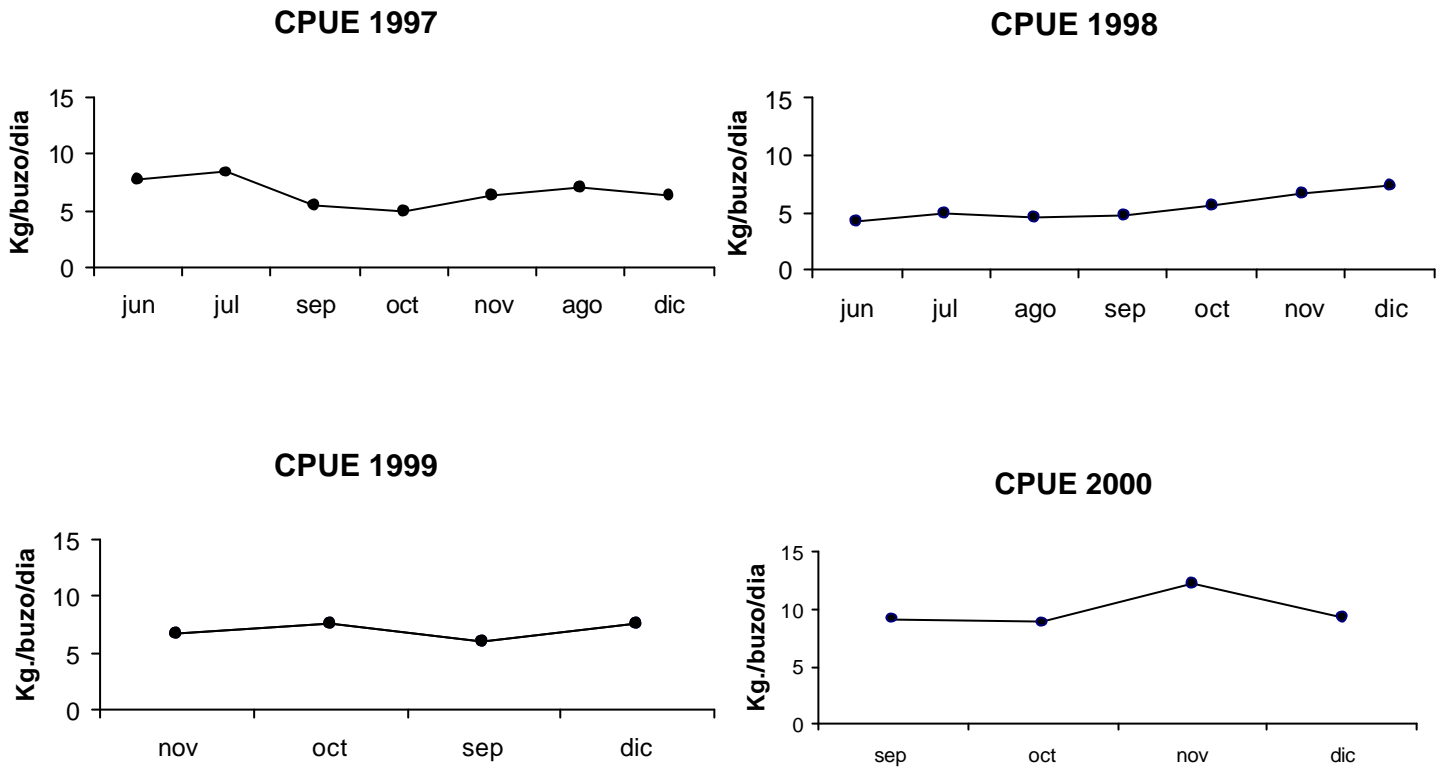 CPUE 1997
Kg/buzo/dia
15
10
5
0
jun jul sep oct nov ago dic
CPUE 1998
Kg/buzo/dia
15
10
5
0
jun jul ago sep oct nov dic
CPUE 1999
Kg./buzo/dia
15
10
5
0
nov oct sep dic
CPUE 2000
Kg./buzo/dia
15
10
5
0
sep oct nov dic